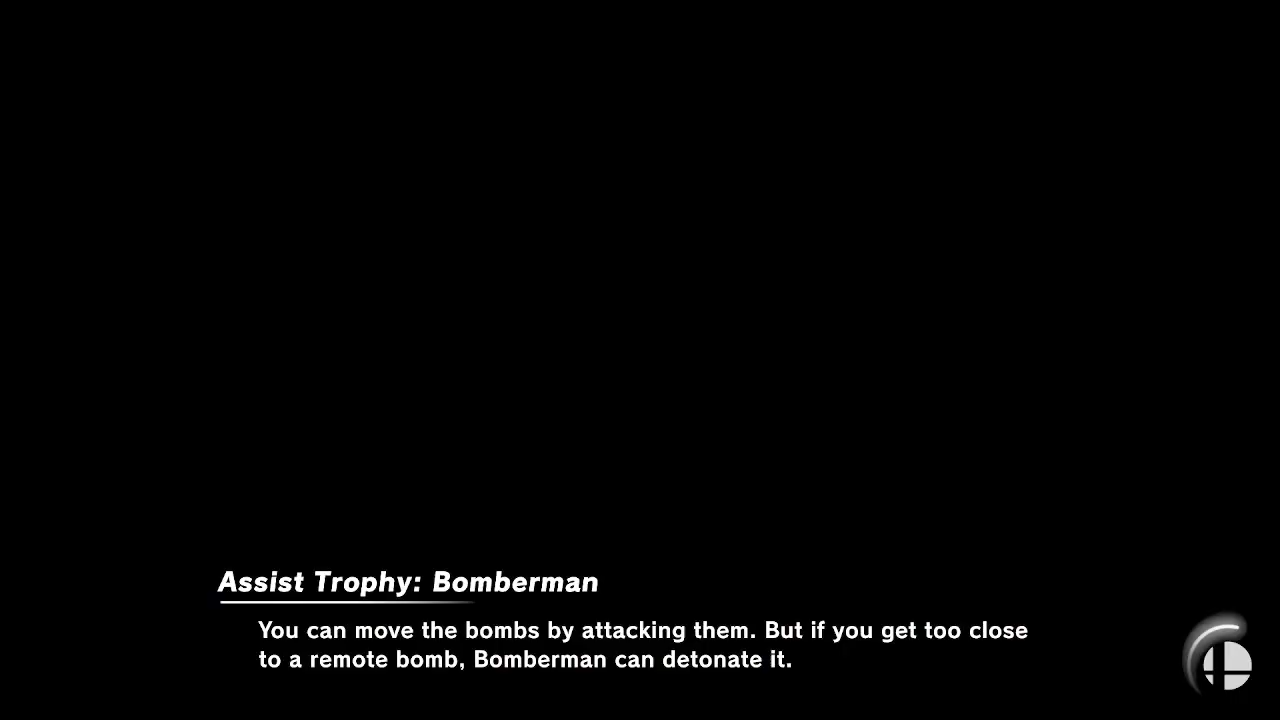 Assist Trophy: Bomberman
You can move the bombs by attacking them. But if you get too close
to a remote bomb, Bomberman can detonate it.